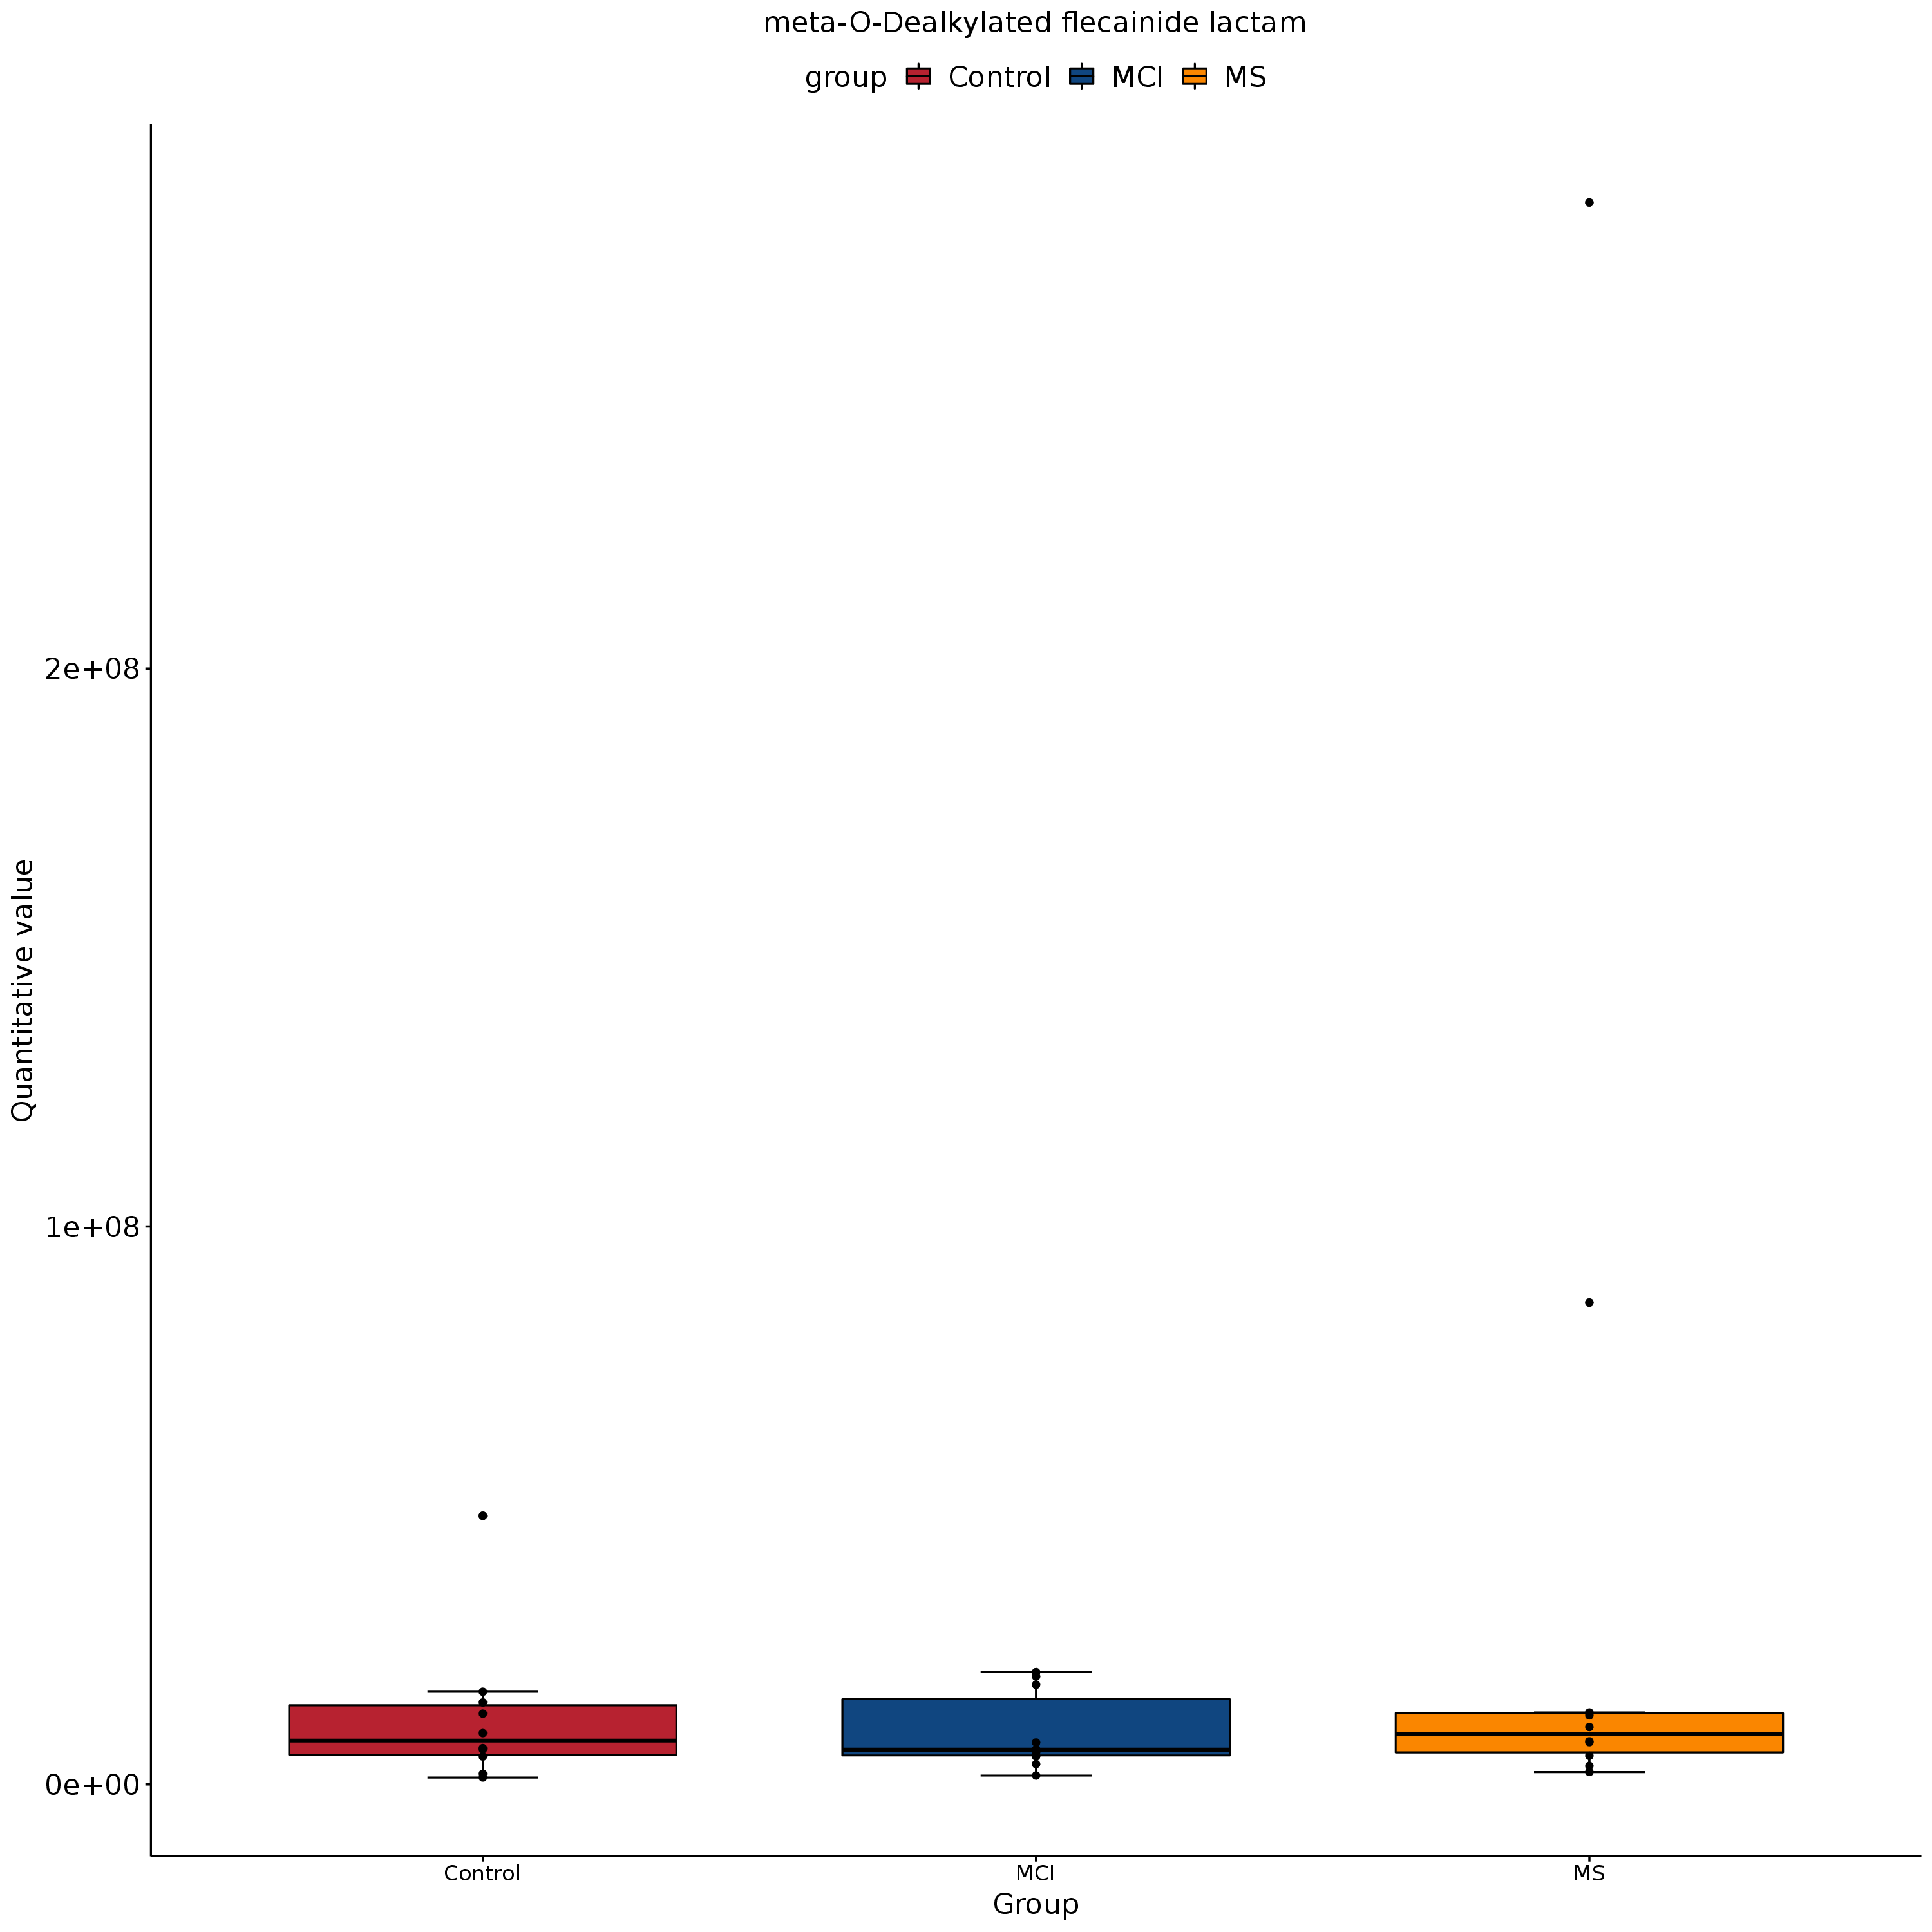 meta-O-Dealkylated flecainide lactam
group Control MCI MS
Quantitative value
2e+08
1e+08
0e+00
Control MCI MS
Group